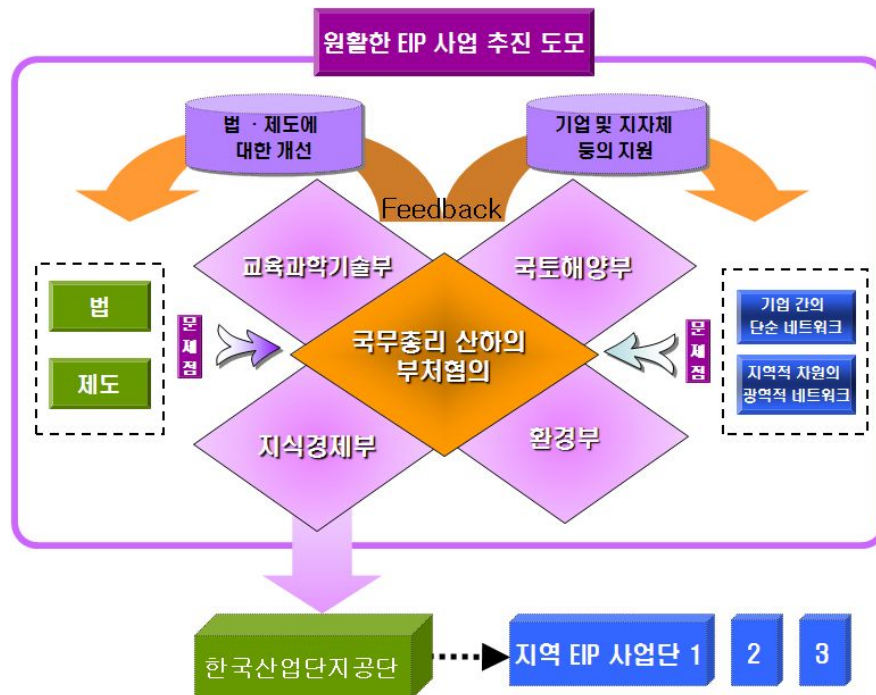 원활한 EIP 사업 추진 도모
법 · 제도에
대한 개선
기업 및 지자체
등의 지원
Feedback
교육과학기술부
국토해양부
법
제도
문제점
국무총리 산하의
부처협의
문제점
기업 간의
단순 네트워크
지역적 차원의
광역적 네트워크
지식경제부
환경부
한국산업단지공단
지역 EIP 사업단 1
2
3